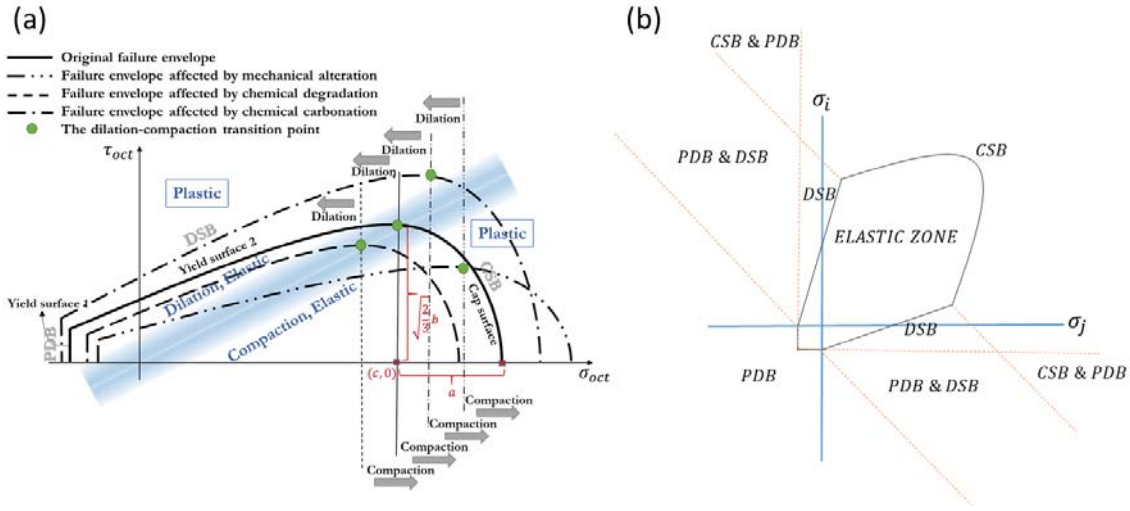 (a)
Original failure envelope
Failure envelope affected by mechanical alteration
Failure envelope affected by chemical degradation
Failure envelope affected by chemical carbonation
The dilation-compaction transition point
τoct
Plastic
DSB
Yield surface 2
Dilation, Elastic
Compaction, Elastic
Yield surface 1
PDB
Dilation
Dilation
Dilation
Dilation
Plastic
CSB
Cap surface
√2/3 b
(c, 0)
a
σoct
Compaction
Compaction
Compaction
Compaction
(b)
CSB & PDB
σi
PDB & DSB
CSB
DSB
ELASTIC ZONE
σj
DSB
PDB
PDB & DSB
CSB & PDB